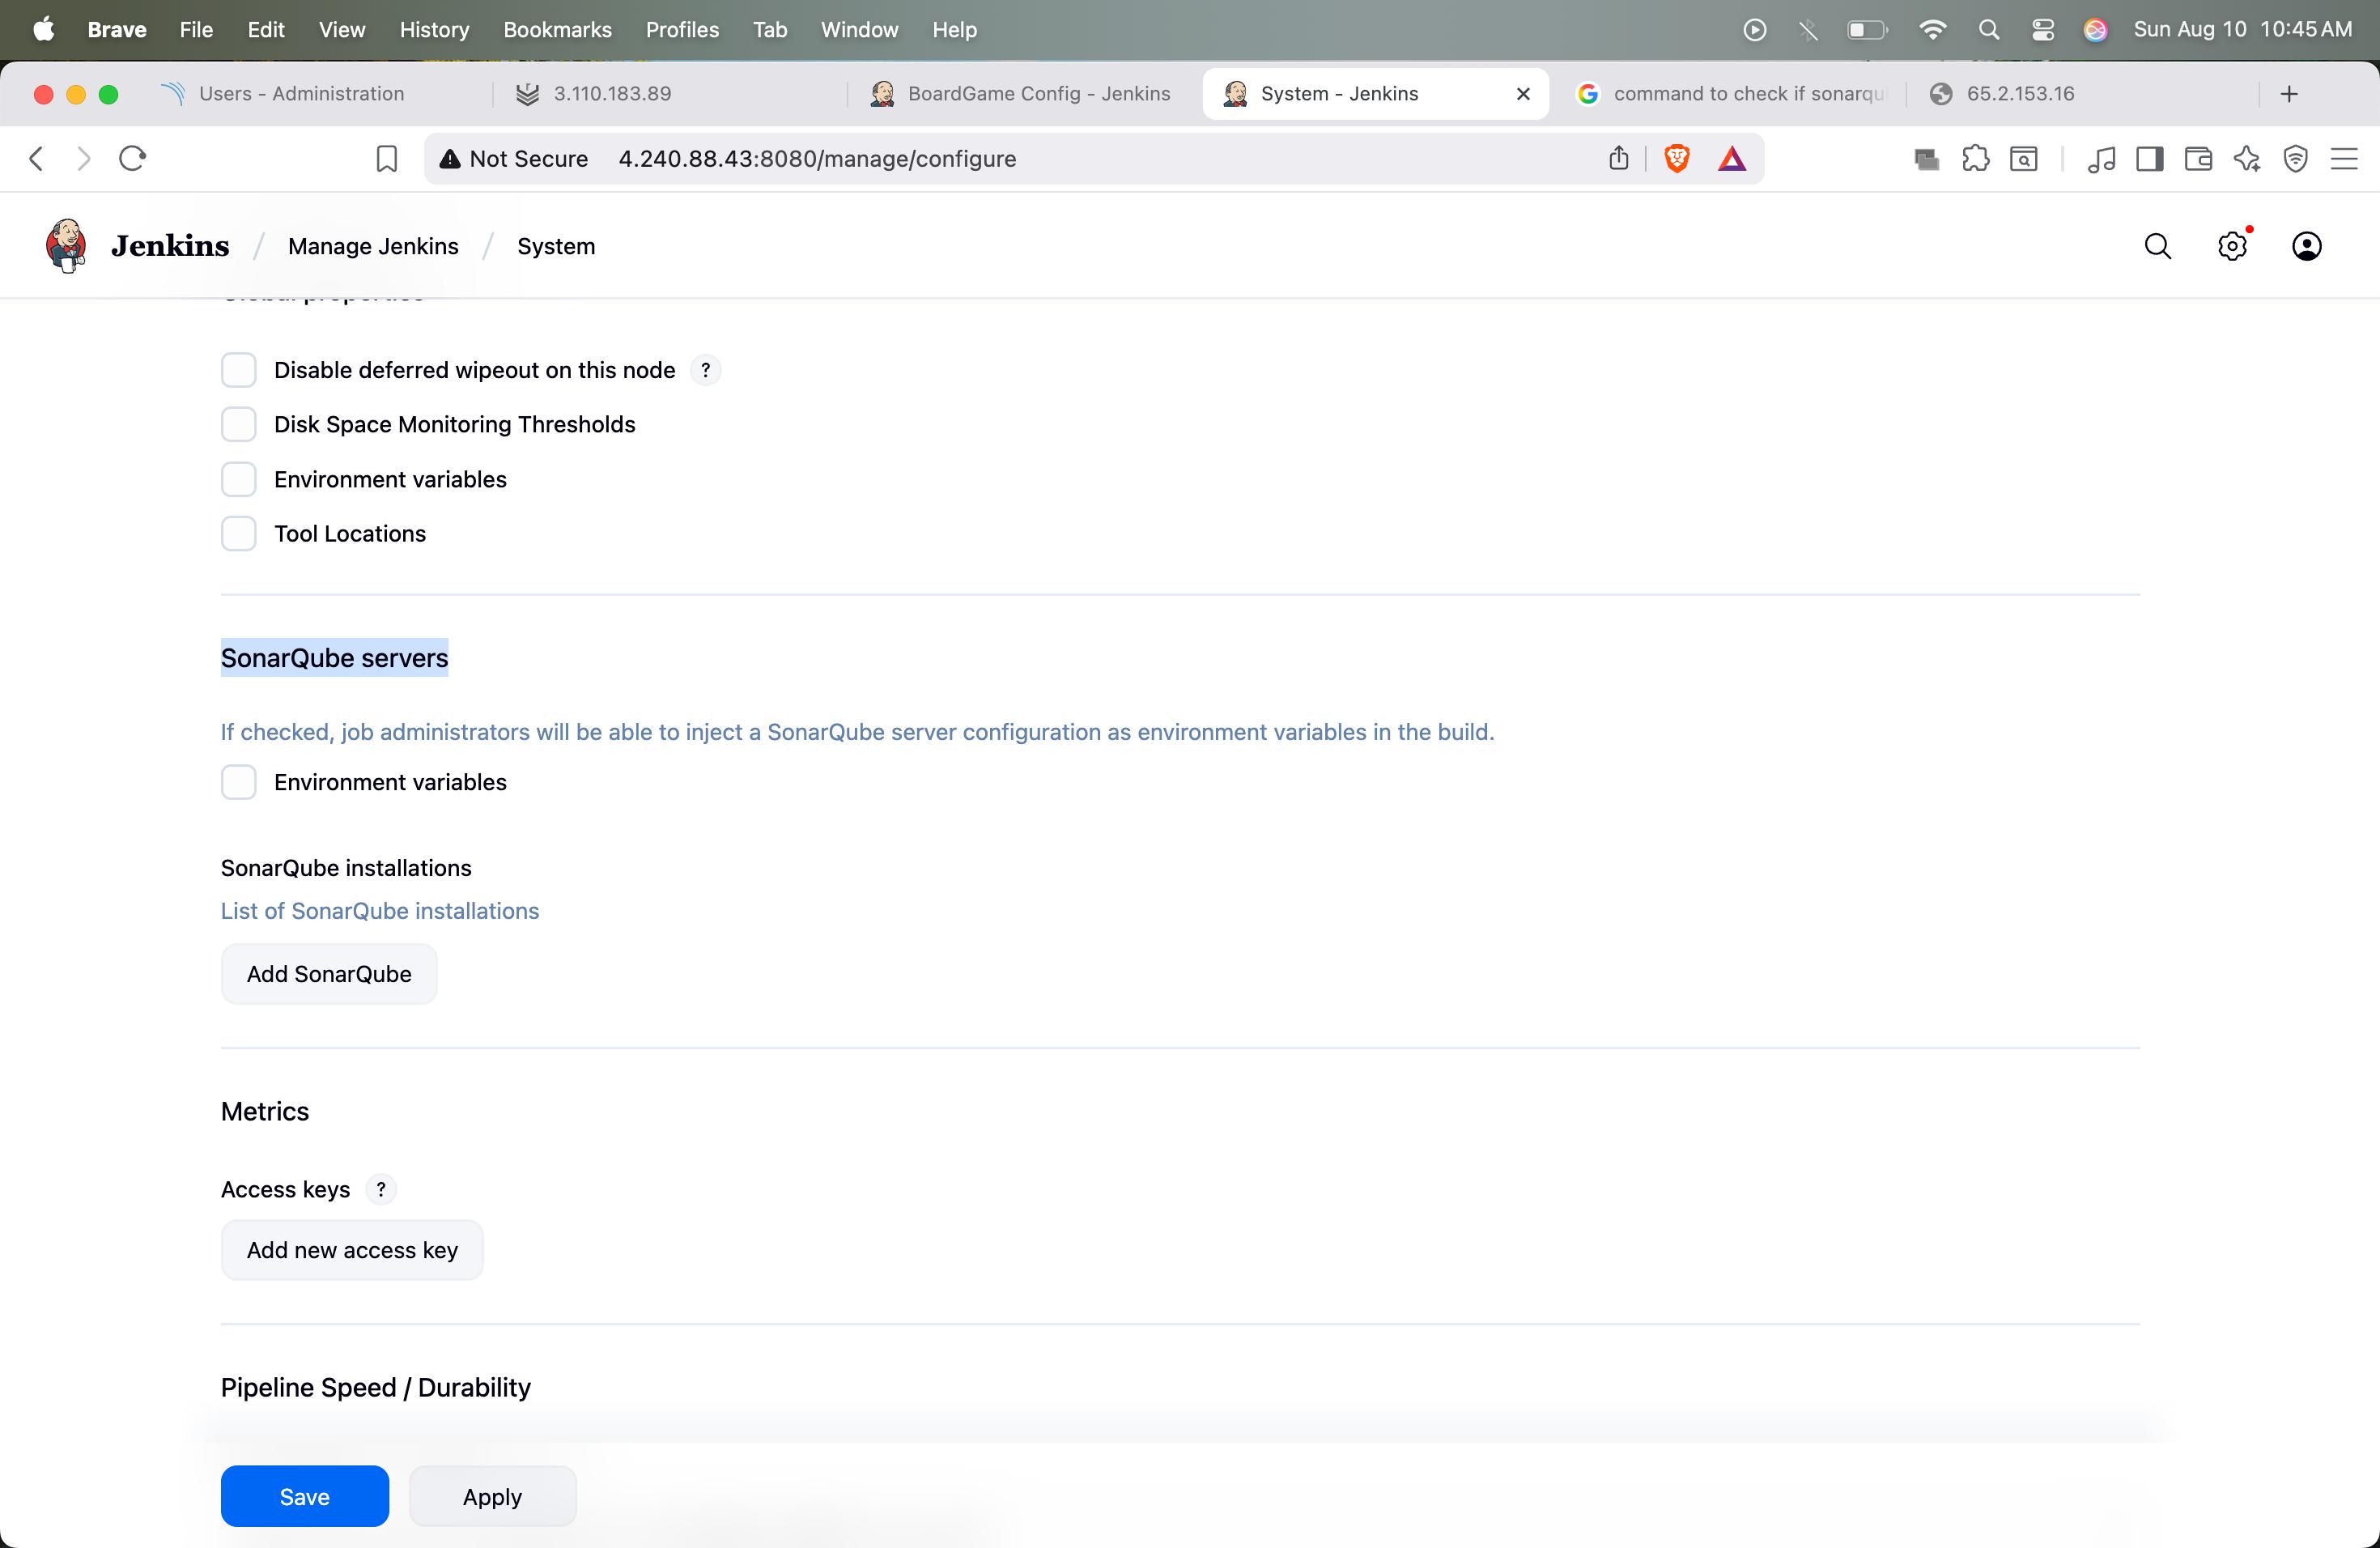 Brave File Edit View History Bookmarks Profiles Tab Window Help Sun Aug 10 10:45 AM
Users - Administration 3.110.183.89 BoardGame Config - Jenkins System - Jenkins command to check if sonarqu 65.2.153.16
Not Secure 4.240.88.43:8080/manage/configure
Jenkins / Manage Jenkins / System
Global properties
Disable deferred wipeout on this node ?
Disk Space Monitoring Thresholds
Environment variables
Tool Locations
SonarQube servers
If checked, job administrators will be able to inject a SonarQube server configuration as environment variables in the build.
Environment variables
SonarQube installations
List of SonarQube installations
Add SonarQube
Metrics
Access keys ?
Add new access key
Pipeline Speed / Durability
Save Apply